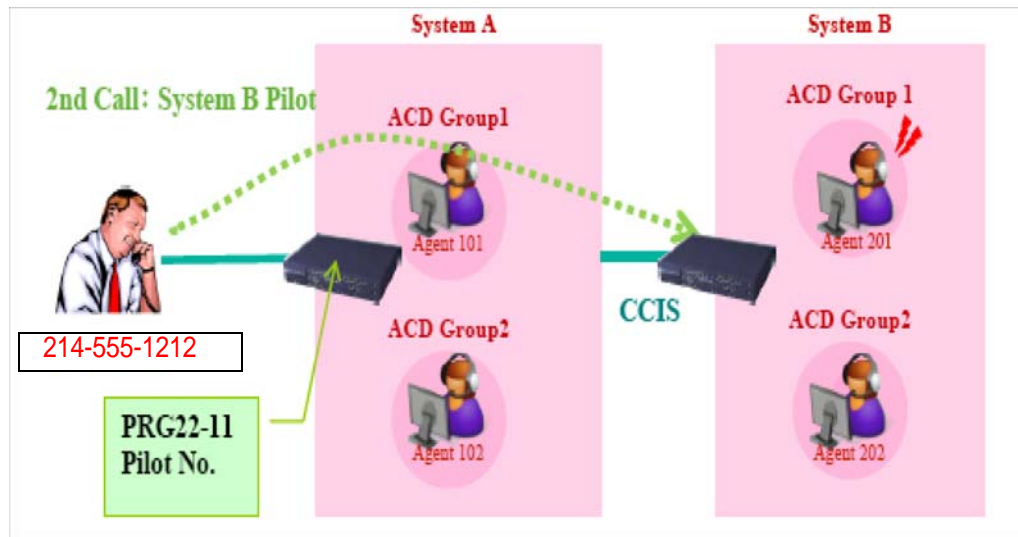 System A
System B
2nd Call: System B Pilot
ACD Group1
ACD Group 1
Agent 101
Agent 201
CCIS
214-555-1212
ACD Group2
ACD Group2
PRG22-11
Pilot No.
Agent 102
Agent 202